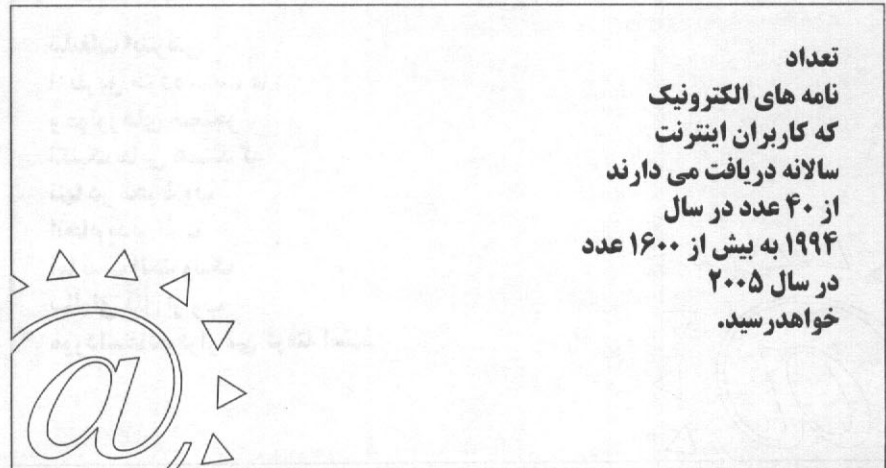 تعداد
نامه های الکترونیک
که کاربران اینترنت
سالانه دریافت می دارند
از ۴۰ عدد در سال
۱۹۹۴ به بیش از ۱۶۰۰ عدد
در سال ۲۰۰۵
خواهدرسید.
@